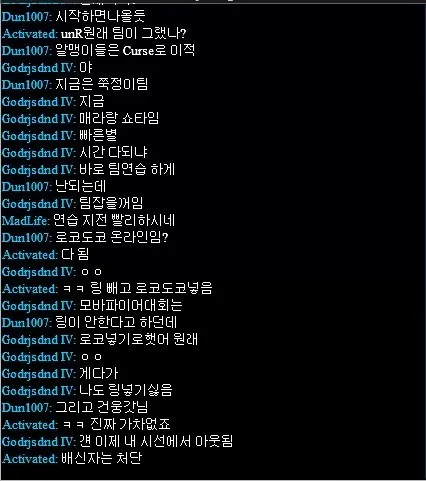 Dun1007: 시작하면나올듯
Activated: unR원래 팀이 그랬나?
Dun1007: 알맹이들은 Curse로 이적
Godrjsdnd IV: 야
Dun1007: 지금은 쭉정이팀
Godrjsdnd IV: 지금
Godrjsdnd IV: 매라랑 쇼타임
Godrjsdnd IV: 빠른별
Godrjsdnd IV: 시간 다되냐
Godrjsdnd IV: 바로 팀연습 하게
Dun1007: 난되는데
Godrjsdnd IV: 팀잡을꺼임
MadLife: 연습 지전 빨리하시네
Dun1007: 로코도코 온라인임?
Activated: 다 됨
Godrjsdnd IV: ㅇㅇ
Activated: ㅋㅋ 링 빼고 로코도코넣음
Godrjsdnd IV: 모바파이어대회는
Dun1007: 링이 안한다고 하던데
Godrjsdnd IV: 로코넣기로했어 원래
Godrjsdnd IV: ㅇㅇ
Godrjsdnd IV: 게다가
Godrjsdnd IV: 나도 링넣기싫음
Dun1007: 그리고 건웅갓님
Activated: ㅋㅋ 진짜 가차없죠
Godrjsdnd IV: 걘 이제 내 시선에서 아웃됨
Activated: 배신자는 처단